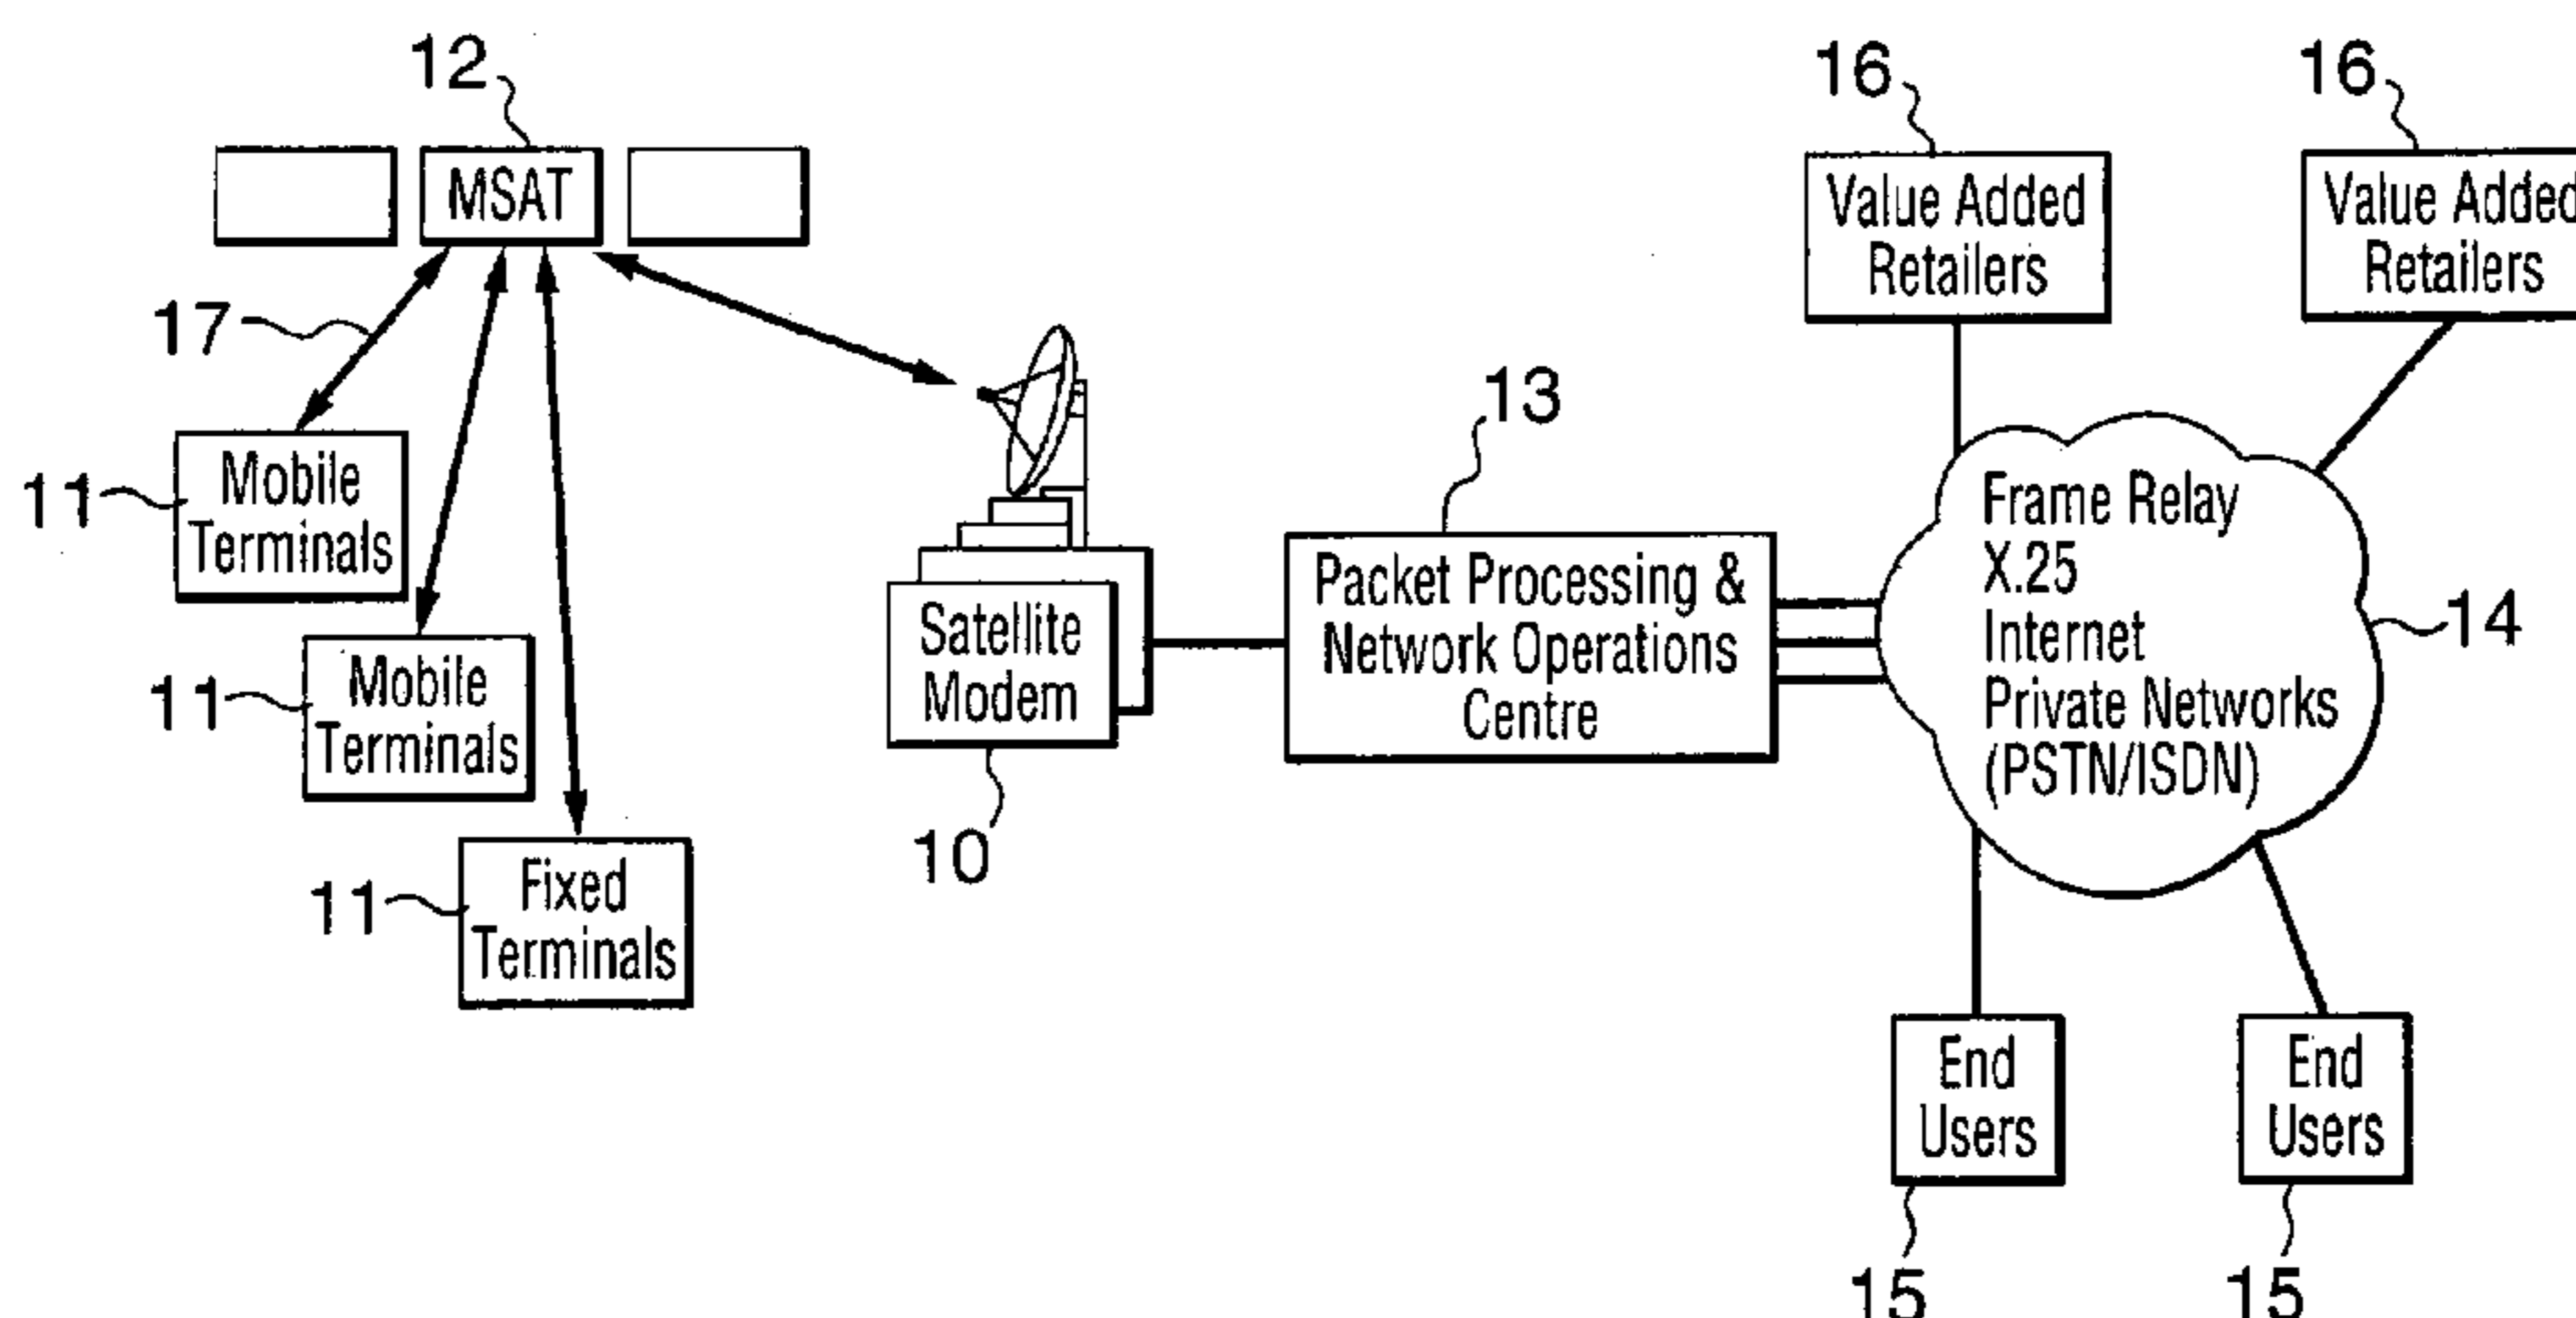 12
MSAT
17
11
Mobile
Terminals
11
Mobile
Terminals
11
Fixed
Terminals
Satellite
Modem
10
13
Packet Processing &
Network Operations
Centre
16
Value Added
Retailers
16
Value Added
Retailers
Frame Relay
X.25
Internet
Private Networks
(PSTN/ISDN)
14
End
Users
15
End
Users
15